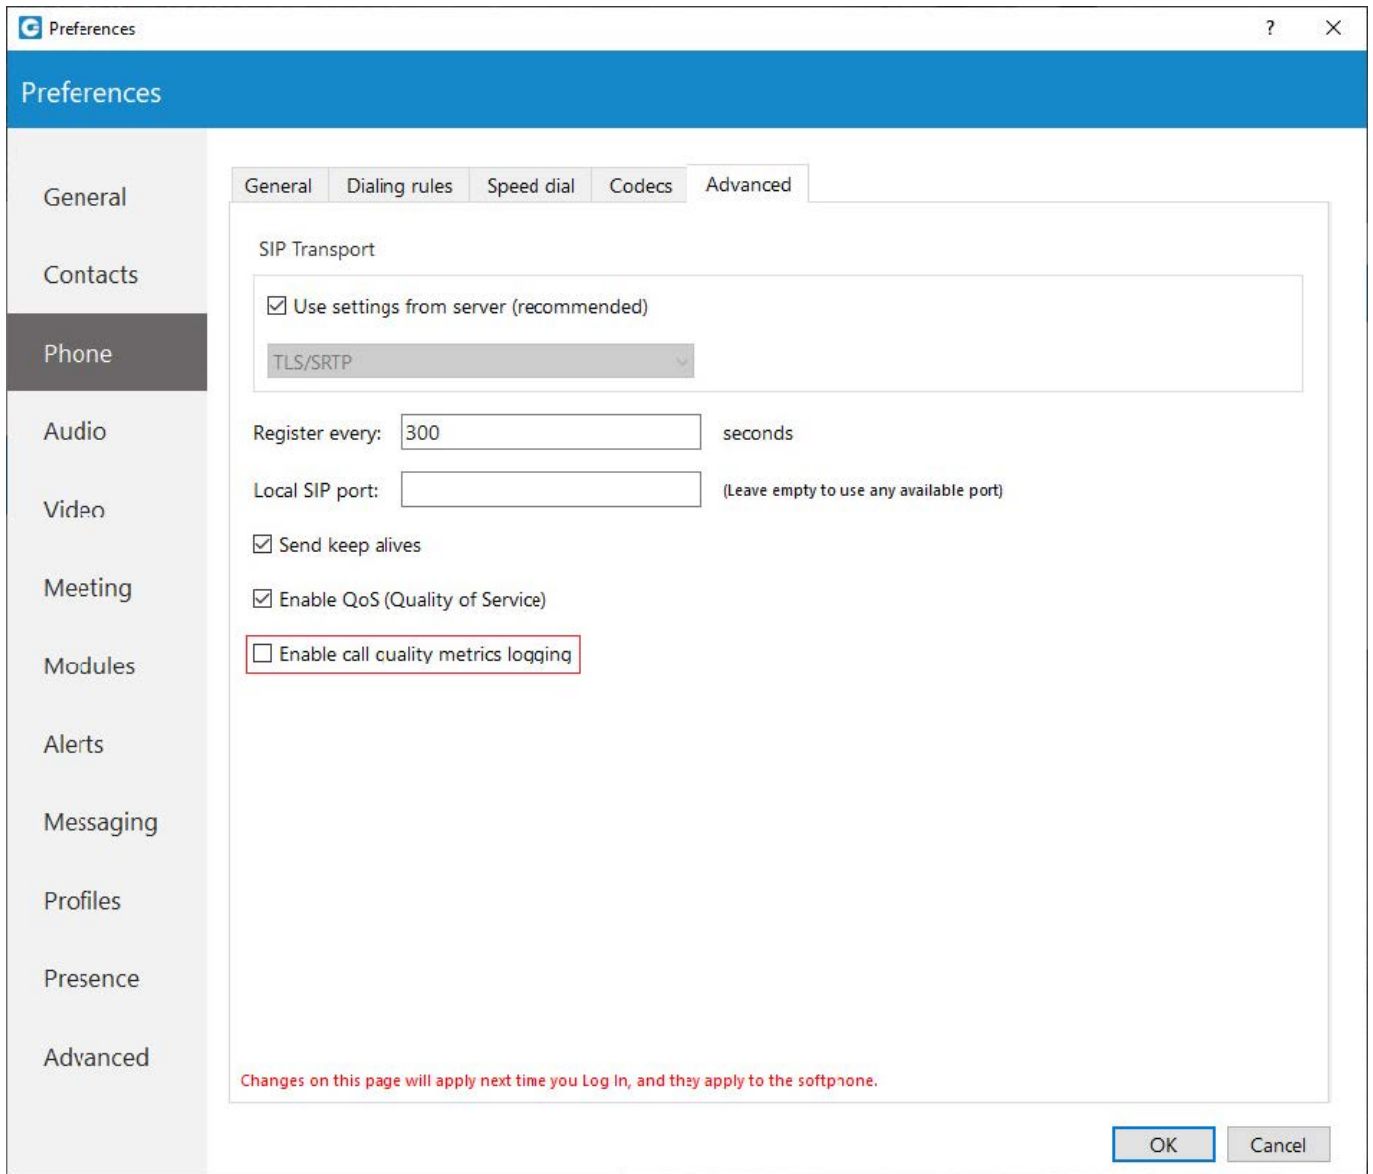 Preferences
?
Preferences
General
Contacts
Phone
Audio
Video
Meeting
Modules
Alerts
Messaging
Profiles
Presence
Advanced
General Dialing rules Speed dial Codecs Advanced
SIP Transport
Use settings from server (recommended)
TLS/SRTP
Register every: 300 seconds
Local SIP port: (Leave empty to use any available port)
Send keep alives
Enable QoS (Quality of Service)
Enable call quality metrics logging
Changes on this page will apply next time you Log In, and they apply to the softphone.
OK Cancel